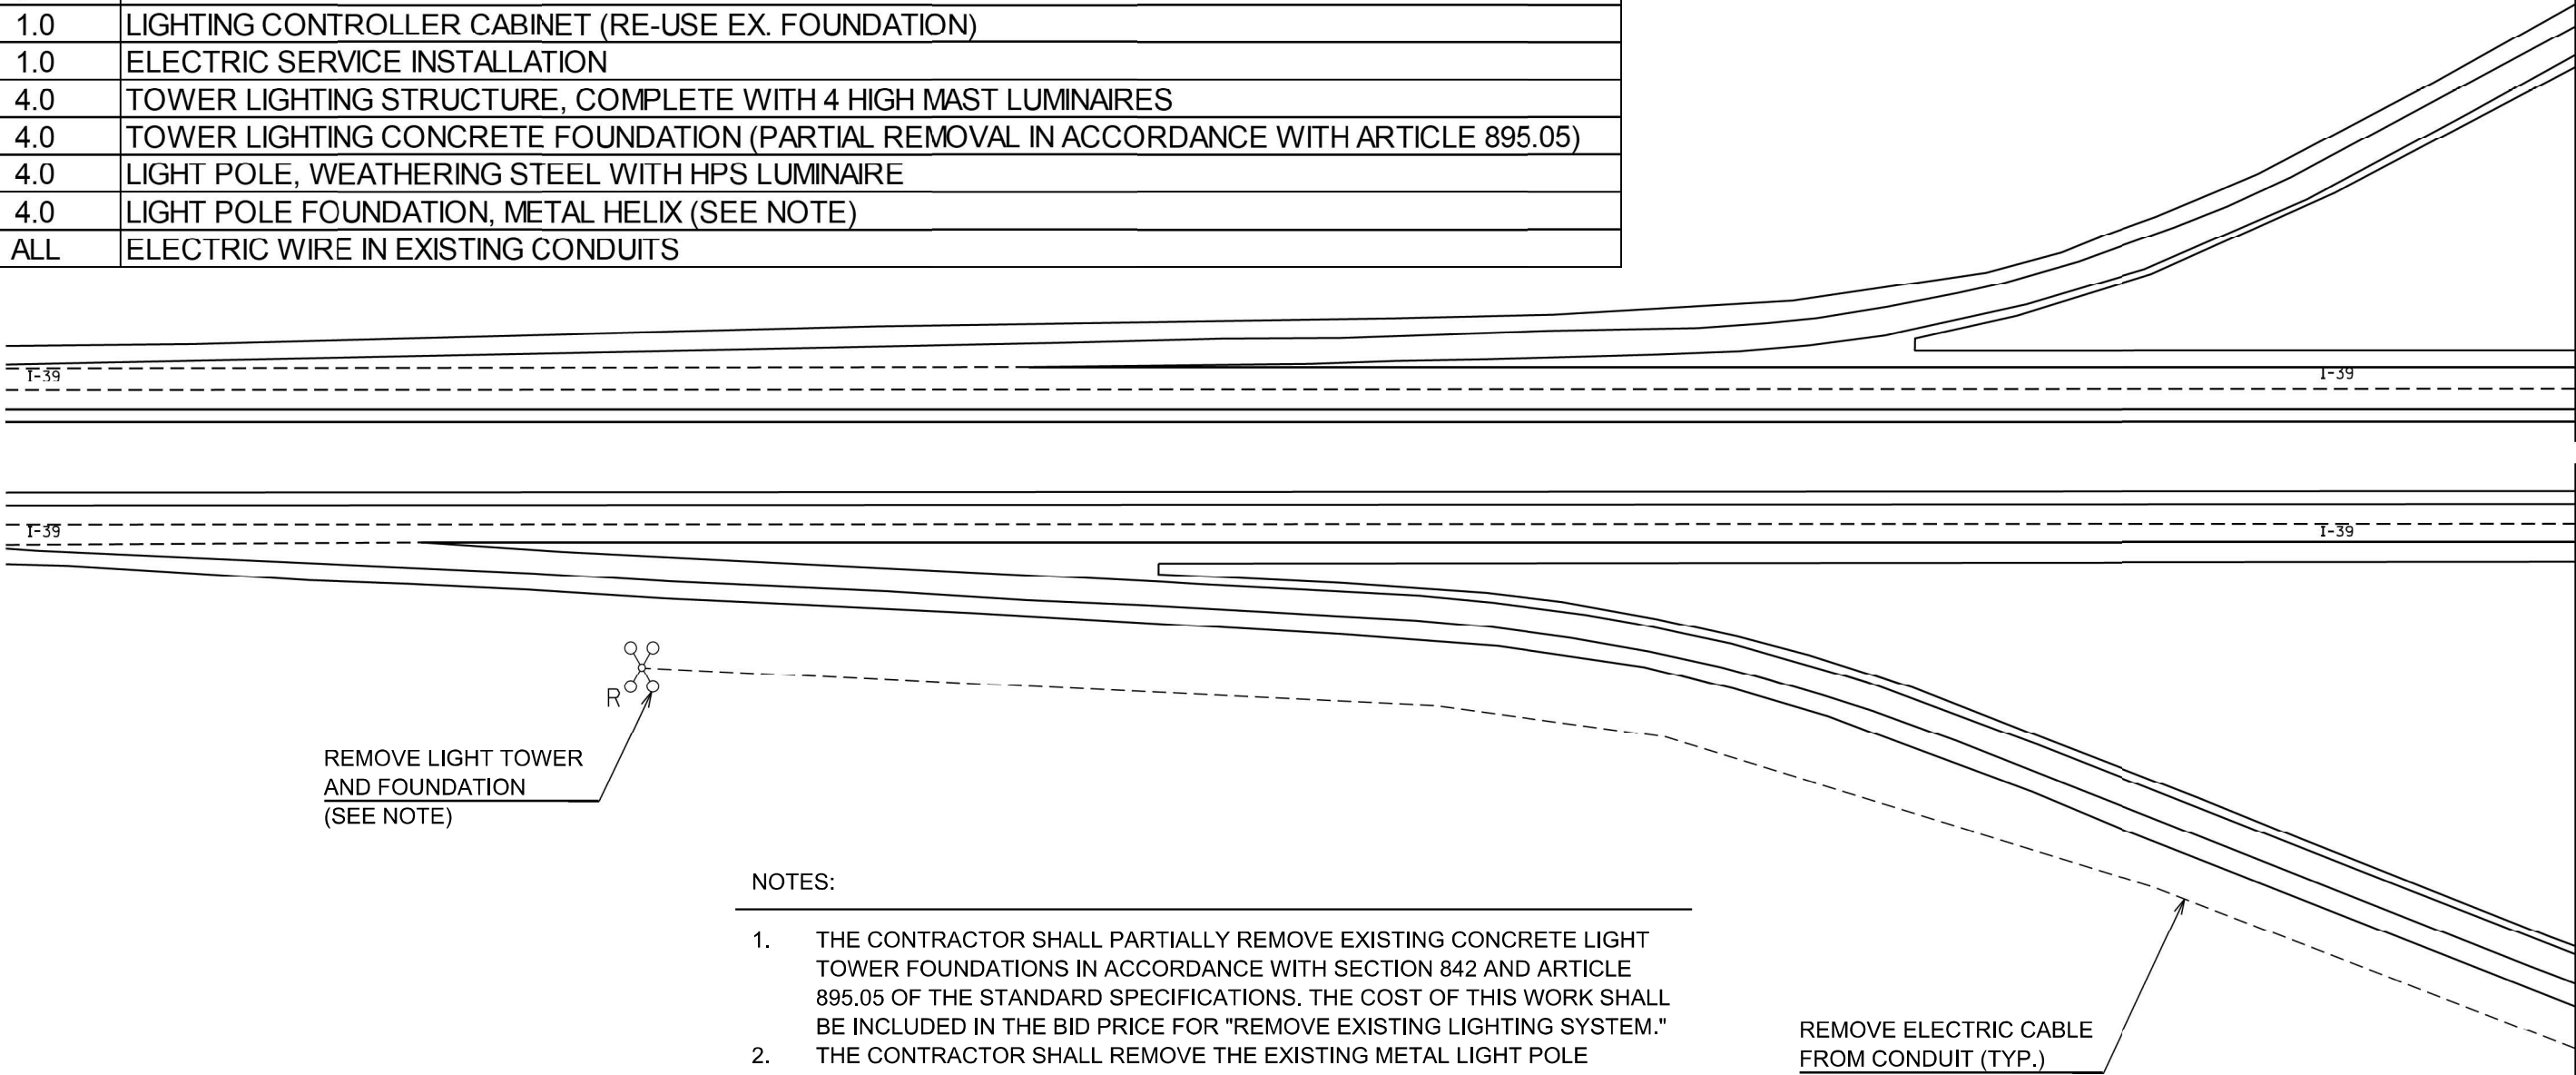 1.0 LIGHTING CONTROLLER CABINET (RE-USE EX. FOUNDATION)
1.0 ELECTRIC SERVICE INSTALLATION
4.0 TOWER LIGHTING STRUCTURE, COMPLETE WITH 4 HIGH MAST LUMINAIRES
4.0 TOWER LIGHTING CONCRETE FOUNDATION (PARTIAL REMOVAL IN ACCORDANCE WITH ARTICLE 895.05)
4.0 LIGHT POLE, WEATHERING STEEL WITH HPS LUMINAIRE
4.0 LIGHT POLE FOUNDATION, METAL HELIX (SEE NOTE)
ALL ELECTRIC WIRE IN EXISTING CONDUITS
I-39
I-39
I-39
I-39
R
REMOVE LIGHT TOWER
AND FOUNDATION
(SEE NOTE)
NOTES:
1. THE CONTRACTOR SHALL PARTIALLY REMOVE EXISTING CONCRETE LIGHT
TOWER FOUNDATIONS IN ACCORDANCE WITH SECTION 842 AND ARTICLE
895.05 OF THE STANDARD SPECIFICATIONS. THE COST OF THIS WORK SHALL
BE INCLUDED IN THE BID PRICE FOR "REMOVE EXISTING LIGHTING SYSTEM."
2. THE CONTRACTOR SHALL REMOVE THE EXISTING METAL LIGHT POLE
REMOVE ELECTRIC CABLE
FROM CONDUIT (TYP.)